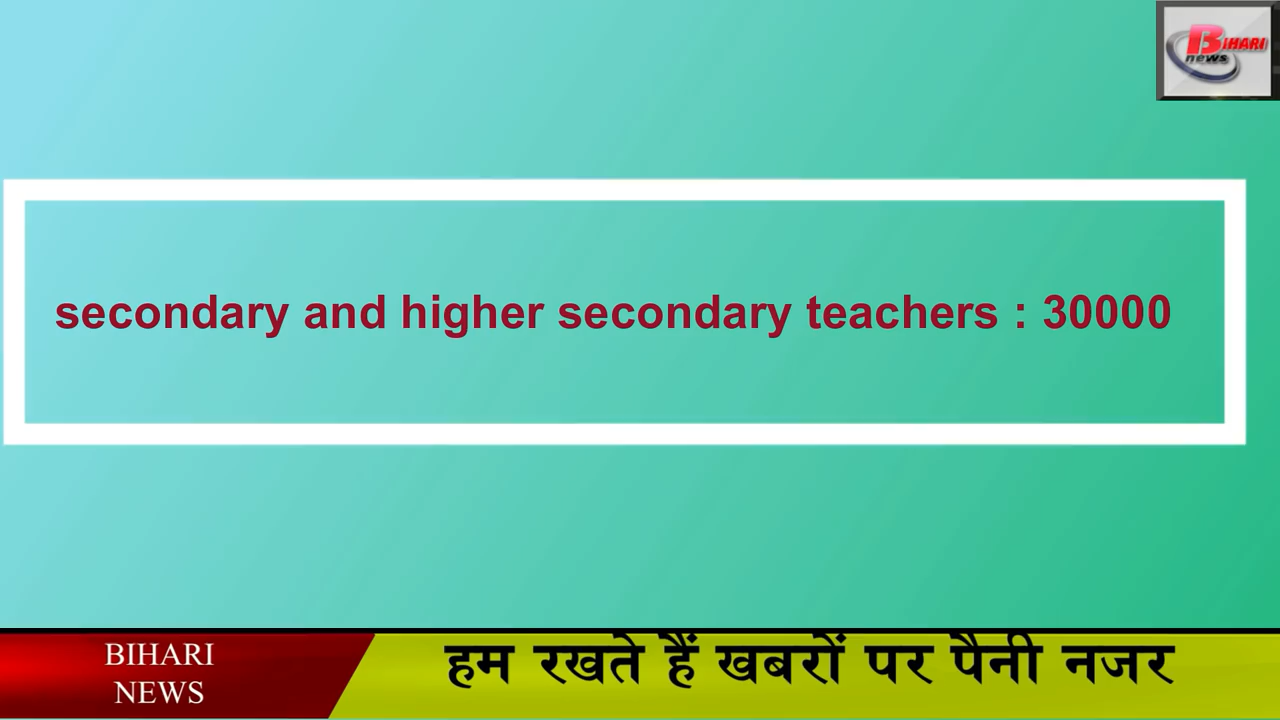 BIHARI
news
secondary and higher secondary teachers : 30000
BIHARI
NEWS
हम रखते हैं खबरों पर पैनी नजर